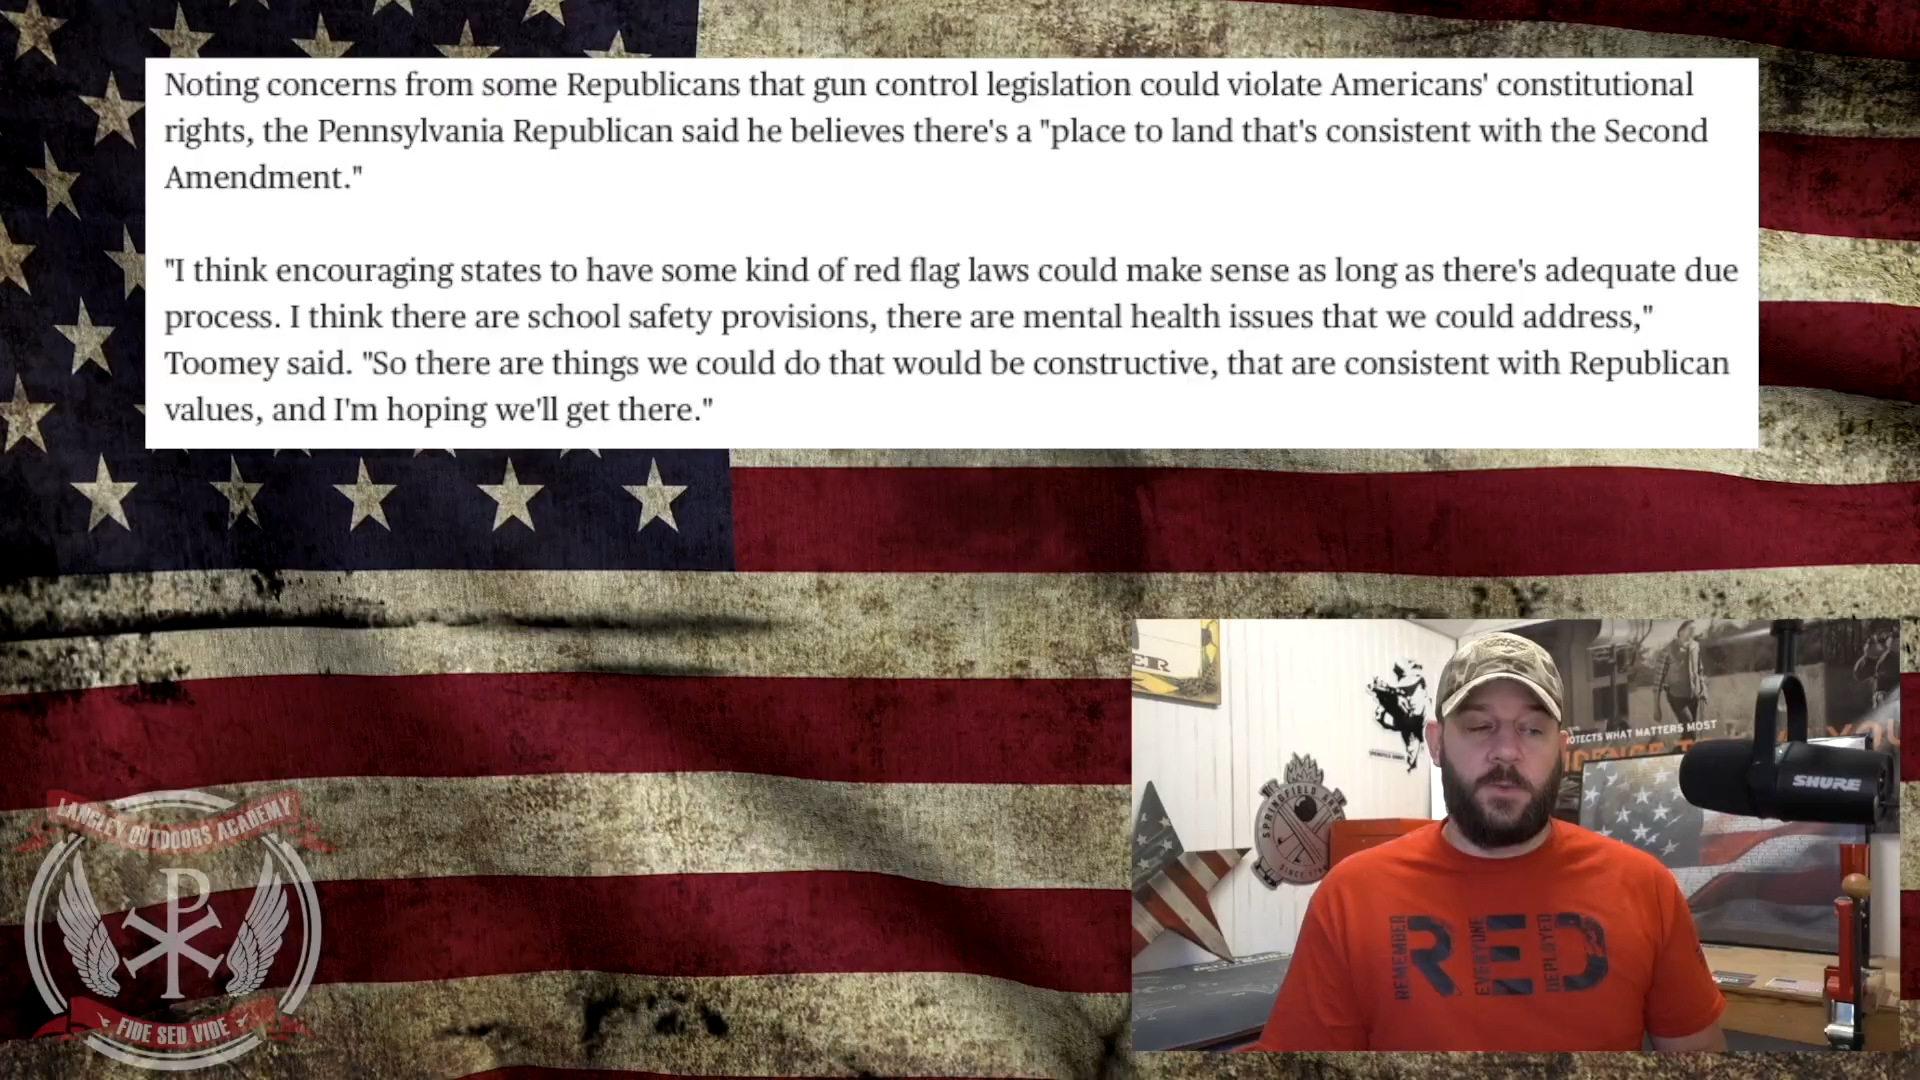 Noting concerns from some Republicans that gun control legislation could violate Americans' constitutional
rights, the Pennsylvania Republican said he believes there's a "place to land that's consistent with the Second
Amendment."
"I think encouraging states to have some kind of red flag laws could make sense as long as there's adequate due
process. I think there are school safety provisions, there are mental health issues that we could address,"
Toomey said. "So there are things we could do that would be constructive, that are consistent with Republican
values, and I'm hoping we'll get there."
LANGLEY OUTDOORS ACADEMY
FIDE SED VIDE
OTECTS WHAT MATTERS MOST
SHURE
SPRINGFIELD ARM
SINCE 1794
REMEMBER
EVERYONE
DEPLOYED
RED